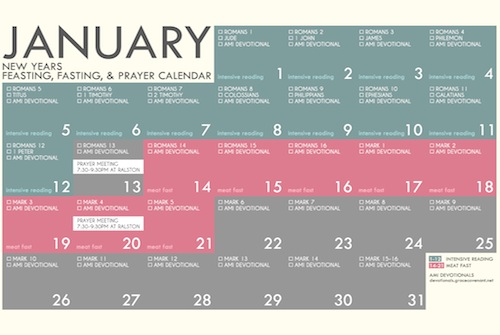 JANUARY
NEW YEARS
FEASTING, FASTING, & PRAYER CALENDAR
ROMANS 1
JUDE
AMI DEVOTIONAL
intensive reading
1
ROMANS 2
1 JOHN
AMI DEVOTIONAL
2
ROMANS 3
JAMES
AMI DEVOTIONAL
3
ROMANS 4
PHILEMON
AMI DEVOTIONAL
intensive reading
4
ROMANS 5
TITUS
AMI DEVOTIONAL
intensive reading
5
ROMANS 6
1 TIMOTHY
AMI DEVOTIONAL
intensive reading
6
ROMANS 7
2 TIMOTHY
AMI DEVOTIONAL
intensive reading
7
ROMANS 8
COLOSSIANS
AMI DEVOTIONAL
intensive reading
8
ROMANS 9
PHILIPPIANS
AMI DEVOTIONAL
intensive reading
9
ROMANS 10
EPHESIANS
AMI DEVOTIONAL
intensive reading
10
ROMANS 11
GALATIANS
AMI DEVOTIONAL
intensive reading
11
ROMANS 12
1 PETER
AMI DEVOTIONAL
intensive reading
12
ROMANS 13
AMI DEVOTIONAL
PRAYER MEETING
7:30-9:30PM AT RALSTON
13
ROMANS 14
AMI DEVOTIONAL
meat fast
14
ROMANS 15
AMI DEVOTIONAL
meat fast
15
ROMANS 16
AMI DEVOTIONAL
meat fast
16
MARK 1
AMI DEVOTIONAL
meat fast
17
MARK 2
AMI DEVOTIONAL
meat fast
18
MARK 3
AMI DEVOTIONAL
meat fast
19
MARK 4
AMI DEVOTIONAL
PRAYER MEETING
7:30-9:30PM AT RALSTON
meat fast
20
MARK 5
AMI DEVOTIONAL
meat fast
21
MARK 6
AMI DEVOTIONAL
22
MARK 7
AMI DEVOTIONAL
23
MARK 8
AMI DEVOTIONAL
24
MARK 9
AMI DEVOTIONAL
25
MARK 10
AMI DEVOTIONAL
26
MARK 11
AMI DEVOTIONAL
27
MARK 12
AMI DEVOTIONAL
28
MARK 13
AMI DEVOTIONAL
29
MARK 14
AMI DEVOTIONAL
30
MARK 15-16
AMI DEVOTIONAL
31
1-12 INTENSIVE READING
14-21 MEAT FAST
AMI DEVOTIONALS
devotionals.gracecovenant.net